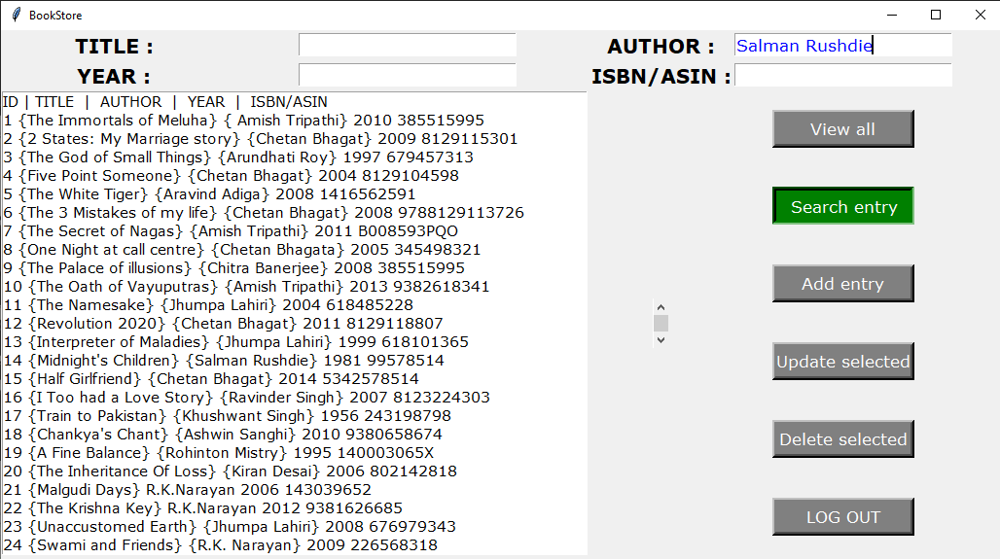 BookStore
TITLE :
AUTHOR :
Salman Rushdie
YEAR :
ISBN/ASIN :
ID | TITLE | AUTHOR | YEAR | ISBN/ASIN
1 {The Immortals of Meluha} { Amish Tripathi} 2010 385515995
2 {2 States: My Marriage story} {Chetan Bhagat} 2009 8129115301
3 {The God of Small Things} {Arundhati Roy} 1997 679457313
4 {Five Point Someone} {Chetan Bhagat} 2004 8129104598
5 {The White Tiger} {Aravind Adiga} 2008 1416562591
6 {The 3 Mistakes of my life} {Chetan Bhagat} 2008 9788129113726
7 {The Secret of Nagas} {Amish Tripathi} 2011 B008593PQO
8 {One Night at call centre} {Chetan Bhagata} 2005 345498321
9 {The Palace of illusions} {Chitra Banerjee} 2008 385515995
10 {The Oath of Vayuputras} {Amish Tripathi} 2013 9382618341
11 {The Namesake} {Jhumpa Lahiri} 2004 618485228
12 {Revolution 2020} {Chetan Bhagat} 2011 8129118807
13 {Interpreter of Maladies} {Jhumpa Lahiri} 1999 618101365
14 {Midnight's Children} {Salman Rushdie} 1981 99578514
15 {Half Girlfriend} {Chetan Bhagat} 2014 5342578514
16 {I Too had a Love Story} {Ravinder Singh} 2007 8123224303
17 {Train to Pakistan} {Khushwant Singh} 1956 243198798
18 {Chankya's Chant} {Ashwin Sanghi} 2010 9380658674
19 {A Fine Balance} {Rohinton Mistry} 1995 140003065X
20 {The Inheritance Of Loss} {Kiran Desai} 2006 802142818
21 {Malgudi Days} R.K.Narayan 2006 143039652
22 {The Krishna Key} R.K.Narayan 2012 9381626685
23 {Unaccustomed Earth} {Jhumpa Lahiri} 2008 676979343
24 {Swami and Friends} {R.K. Narayan} 2009 226568318
View all
Search entry
Add entry
Update selected
Delete selected
LOG OUT